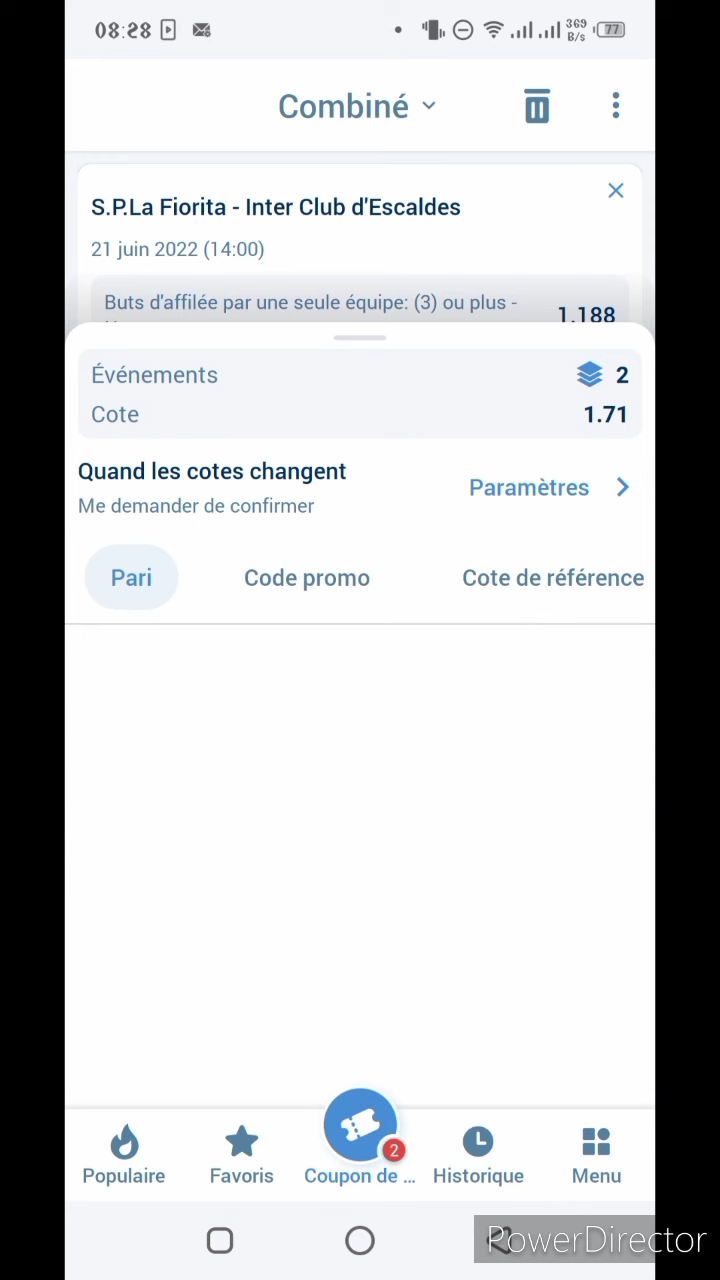 08:28
369
B/s
77
Combiné
S.P.La Fiorita - Inter Club d'Escaldes
21 juin 2022 (14:00)
Buts d'affilée par une seule équipe: (3) ou plus -
1.188
Événements 2
Cote 1.71
Quand les cotes changent
Me demander de confirmer
Paramètres
Pari Code promo Cote de référence
2
Populaire Favoris Coupon de ... Historique Menu
PowerDirector